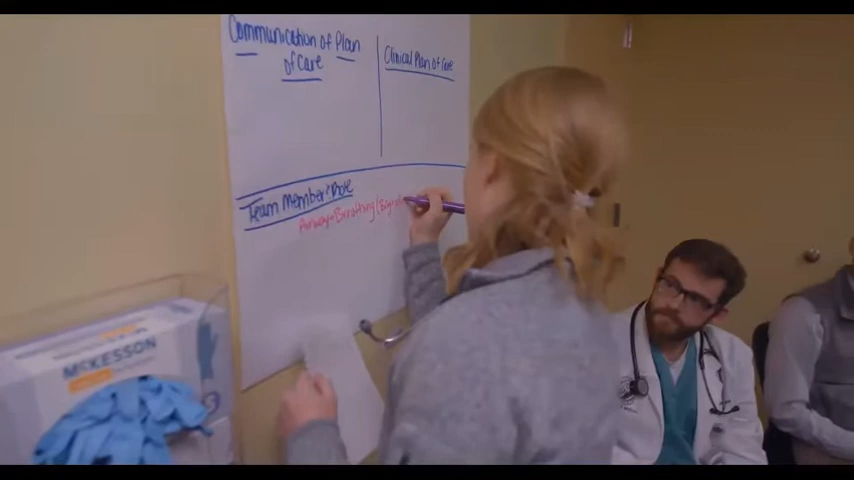 Communication of Plan
of Care
Clinical Plan of Care
Team Member & Role
Airway + Breathing (
McKESSON